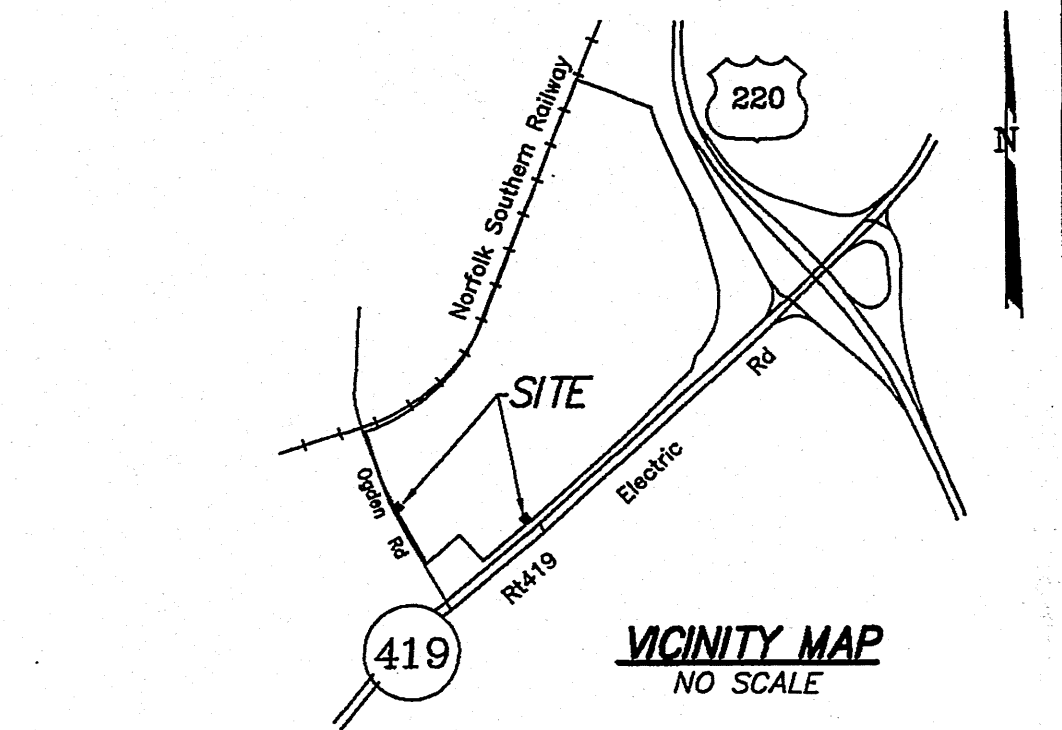 220
N
Norfolk Southern Railway
SITE
Rd
Electric
Ogden
Rd
Rt419
419
VICINITY MAP
NO SCALE